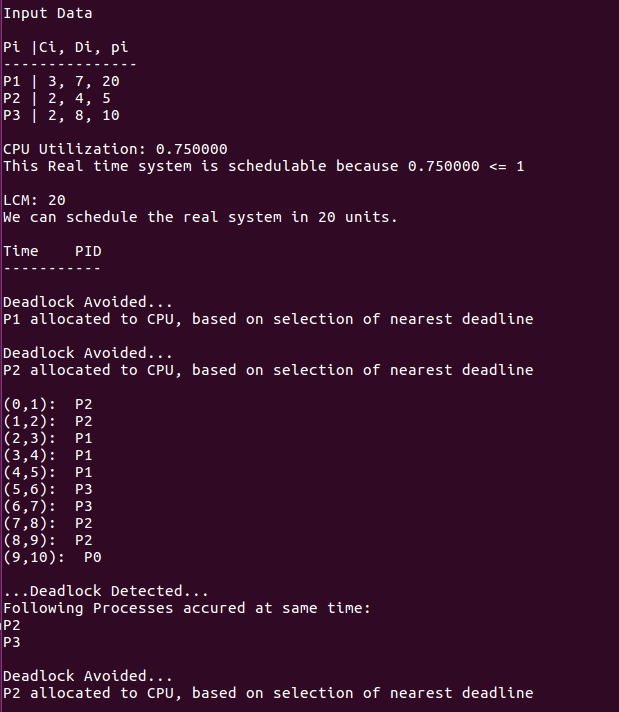 Input Data
Pi |Ci, Di, pi
---------------
P1 | 3, 7, 20
P2 | 2, 4, 5
P3 | 2, 8, 10
CPU Utilization: 0.750000
This Real time system is schedulable because 0.750000 <= 1
LCM: 20
We can schedule the real system in 20 units.
Time    PID
-----------
Deadlock Avoided...
P1 allocated to CPU, based on selection of nearest deadline
Deadlock Avoided...
P2 allocated to CPU, based on selection of nearest deadline
(0,1):  P2
(1,2):  P2
(2,3):  P1
(3,4):  P1
(4,5):  P1
(5,6):  P3
(6,7):  P3
(7,8):  P2
(8,9):  P2
(9,10):  P0
...Deadlock Detected...
Following Processes accured at same time:
P2
P3
Deadlock Avoided...
P2 allocated to CPU, based on selection of nearest deadline